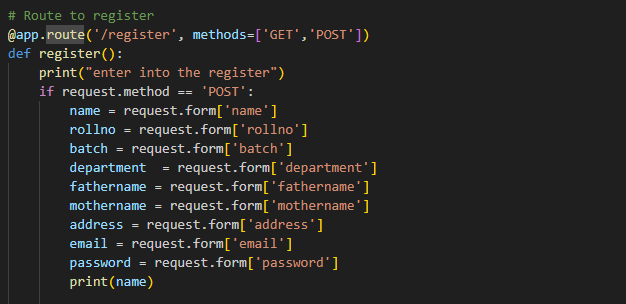 # Route to register
@app.route('/register', methods=['GET','POST'])
def register():
    print("enter into the register")
    if request.method == 'POST':
        name = request.form['name']
        rollno = request.form['rollno']
        batch = request.form['batch']
        department  = request.form['department']
        fathername = request.form['fathername']
        mothername = request.form['mothername']
        address = request.form['address']
        email = request.form['email']
        password = request.form['password']
        print(name)